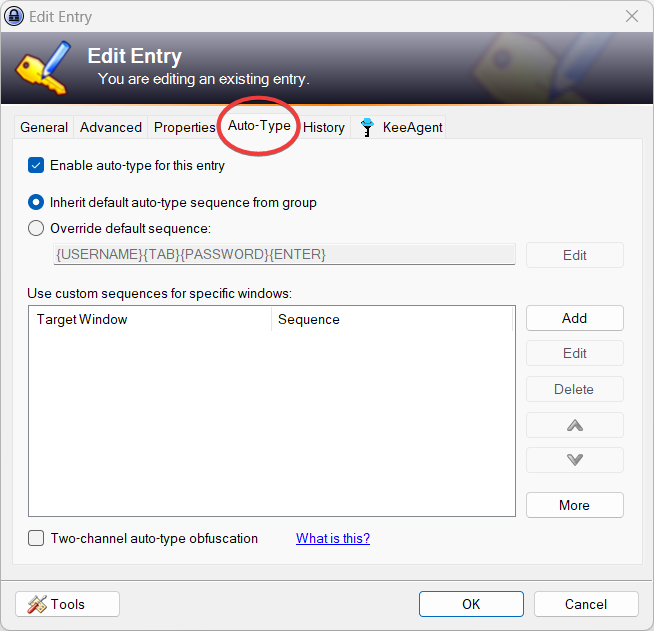 Edit Entry
Edit Entry
You are editing an existing entry.
General Advanced Properties Auto-Type History KeeAgent
Enable auto-type for this entry
Inherit default auto-type sequence from group
Override default sequence:
{USERNAME}{TAB}{PASSWORD}{ENTER} Edit
Use custom sequences for specific windows:
Target Window Sequence Add
Edit
Delete
More
Two-channel auto-type obfuscation What is this?
Tools OK Cancel